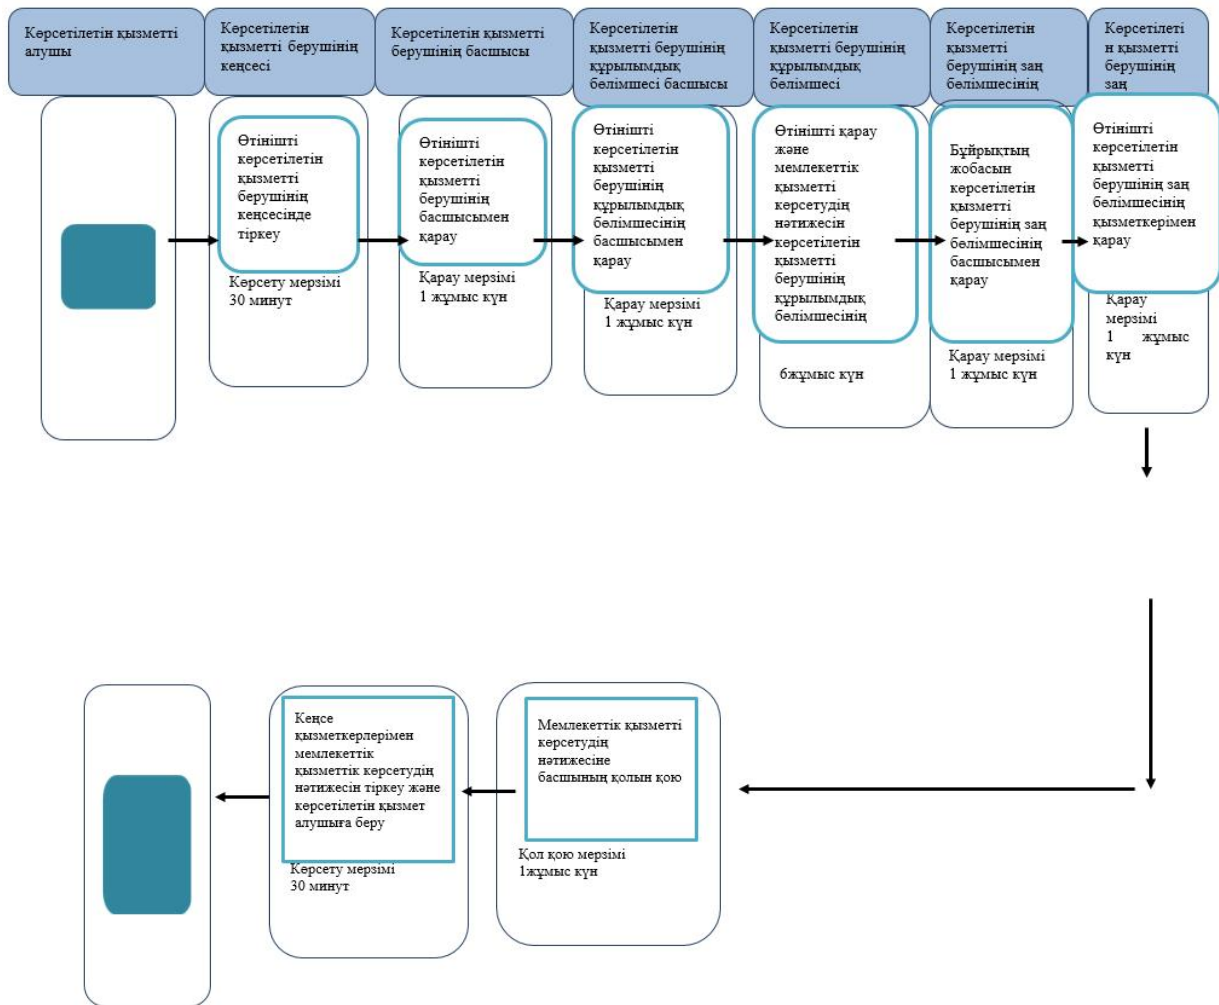 Көрсетілетін қызметті
алушы
Көрсетілетін
қызметті берушінің
кеңсесі
Көрсетілетін қызметті
берушінің басшысы
Көрсетілетін
қызметті берушінің
құрылымдық
бөлімшесі басшысы
Көрсетілетін
қызметті берушінің
құрылымдық
бөлімшесі
Көрсетілетін
қызметті
берушінің заң
бөлімшесінің
Көрсетілеті
н қызметті
берушінің
заң
Өтінішті
көрсетілетін
қызметті
берушінің
кеңсесінде
тіркеу
Көрсету мерзімі
30 минут
Өтінішті
көрсетілетін
қызметті
берушінің
басшысымен
қарау
Қарау мерзімі
1 жұмыс күн
Өтінішті
көрсетілетін
қызметті
берушінің
құрылымдық
бөлімшесінің
басшысымен
қарау
Қарау мерзімі
1 жұмыс күн
Өтінішті қарау
және
мемлекеттік
қызметті
көрсетудің
нәтижесін
көрсетілетін
қызметті
берушінің
құрылымдық
бөлімшесінің
6жұмыс күн
Бұйрықтың
жобасын
көрсетілетін
қызметті
берушінің заң
бөлімшесінің
басшысымен
қарау
Қарау мерзімі
1 жұмыс күн
Өтінішті
көрсетілетін
қызметті
берушінің заң
бөлімшесінің
қызметкерімен
қарау
Қарау
мерзімі
1 жұмыс
күн
Кеңсе
қызметкерлерімен
мемлекеттік
қызметтік көрсетудің
нәтижесін тіркеу және
көрсетілетін қызмет
алушыға беру
Көрсету мерзімі
30 минут
Мемлекеттік қызметті
көрсетудің
нәтижесіне
басшының қолын қою
Қол қою мерзімі
1жұмыс күн